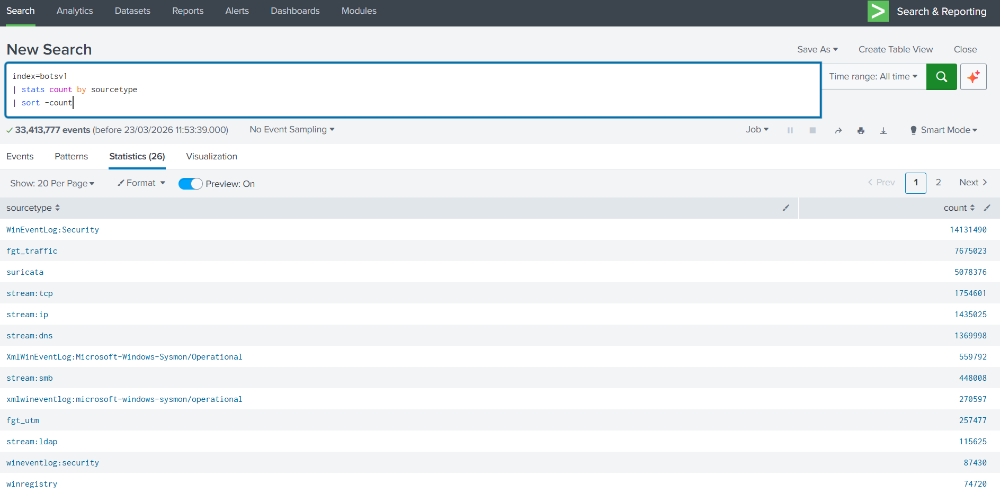 Search Analytics Datasets Reports Alerts Dashboards Modules > Search & Reporting
New Search Save As Create Table View Close
index=botsv1
| stats count by sourcetype
| sort -count
Time range: All time
33,413,777 events (before 23/03/2026 11:53:39.000) No Event Sampling Job Smart Mode
Events Patterns Statistics (26) Visualization
Show: 20 Per Page Format Preview: On Prev 1 2 Next
sourcetype count
WinEventLog:Security 14131490
fgt_traffic 7675023
suricata 5078376
stream:tcp 1754601
stream:ip 1435025
stream:dns 1369998
XmlWinEventLog:Microsoft-Windows-Sysmon/Operational 559792
stream:smb 448008
xmlwineventlog:microsoft-windows-sysmon/operational 270597
fgt_utm 257477
stream:ldap 115625
wineventlog:security 87430
winregistry 74720